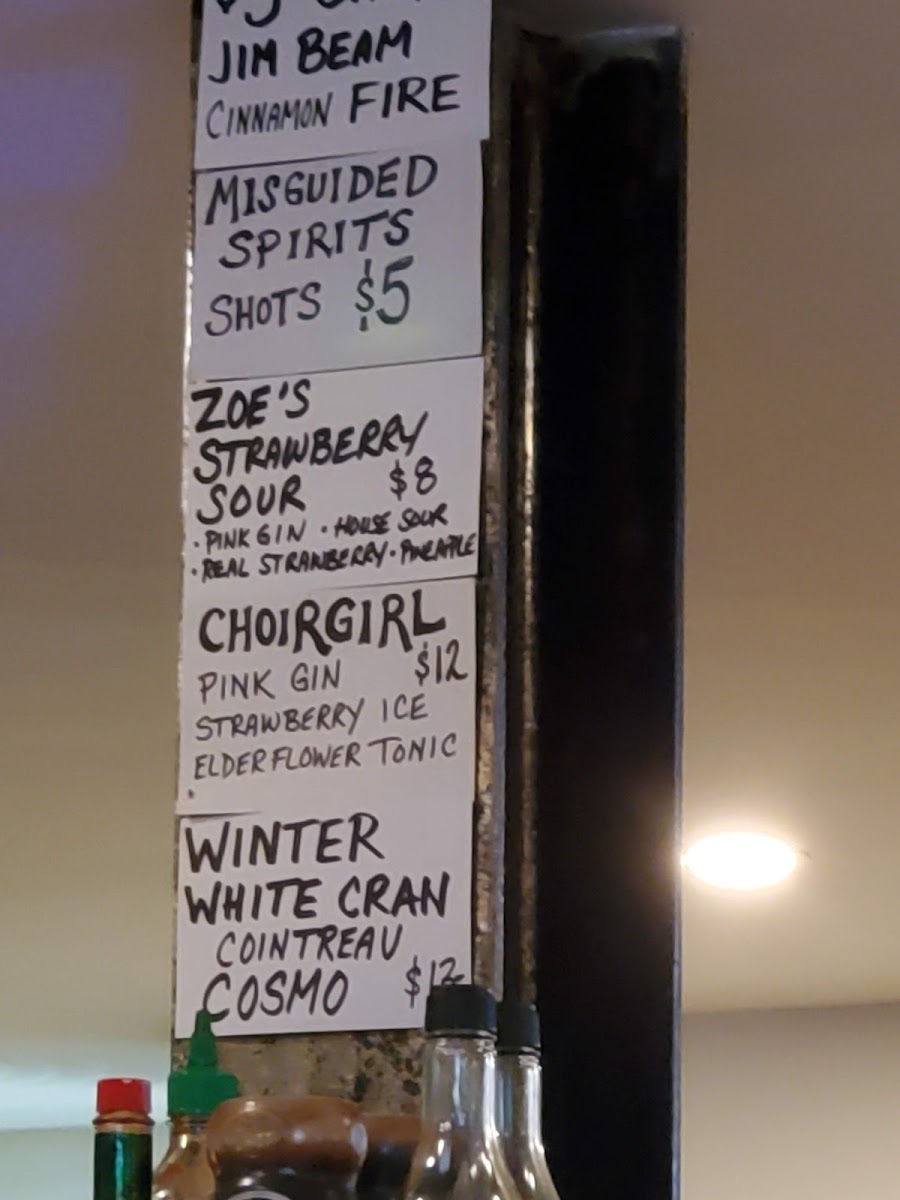 JIM BEAM
CINNAMON FIRE
MISGUIDED
SPIRITS
SHOTS $5
ZOE'S
STRAWBERRY
SOUR $8
• PINK GIN • HOUSE SOUR
• REAL STRAWBERRY • PINEAPPLE
CHOIRGIRL
$12
PINK GIN
STRAWBERRY ICE
ELDERFLOWER TONIC
WINTER
WHITE CRAN
COINTREAU
COSMO